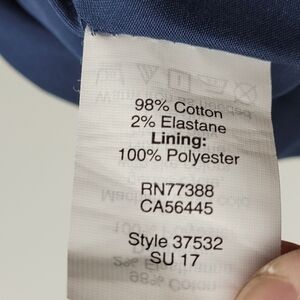 98% Cotton
2% Elastane
Lining:
100% Polyester
RN77388
CA56445
Style 37532
SU 17